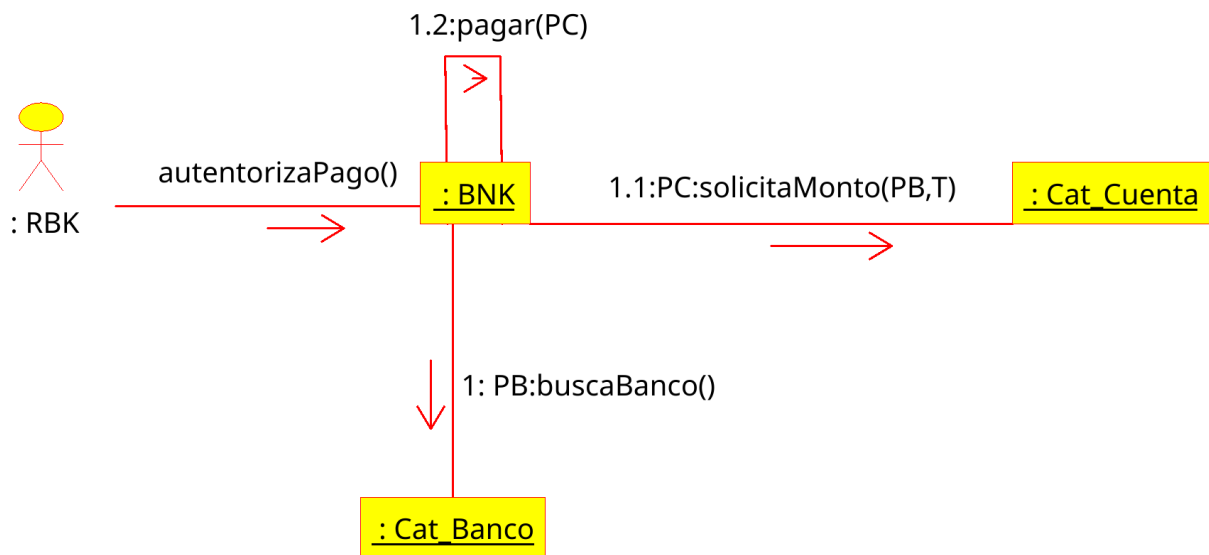 1.2:pagar(PC)
autentorizaPago()
: BNK
1.1:PC:solicitaMonto(PB,T)
: Cat_Cuenta
: RBK
1: PB:buscaBanco()
: Cat_Banco